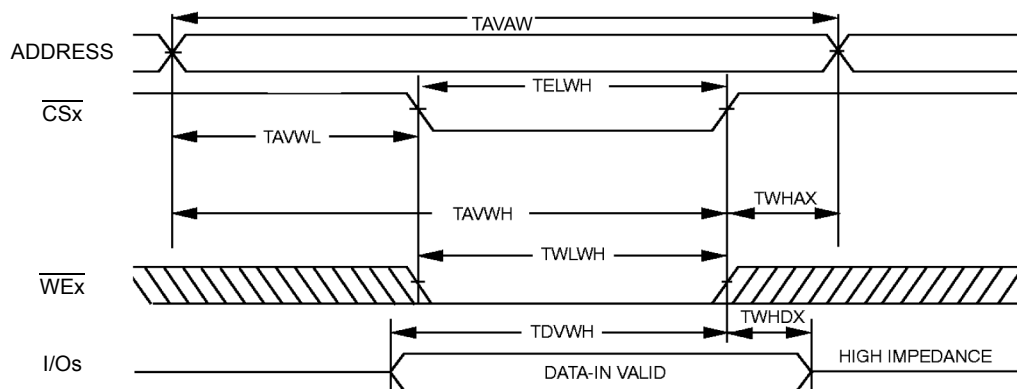 TAVAW
ADDRESS
TELWH
CSx
TAVWL
TAVWH
TWHAX
TWLWH
WEx
TDVWH
TWHDX
I/Os
DATA-IN VALID
HIGH IMPEDANCE